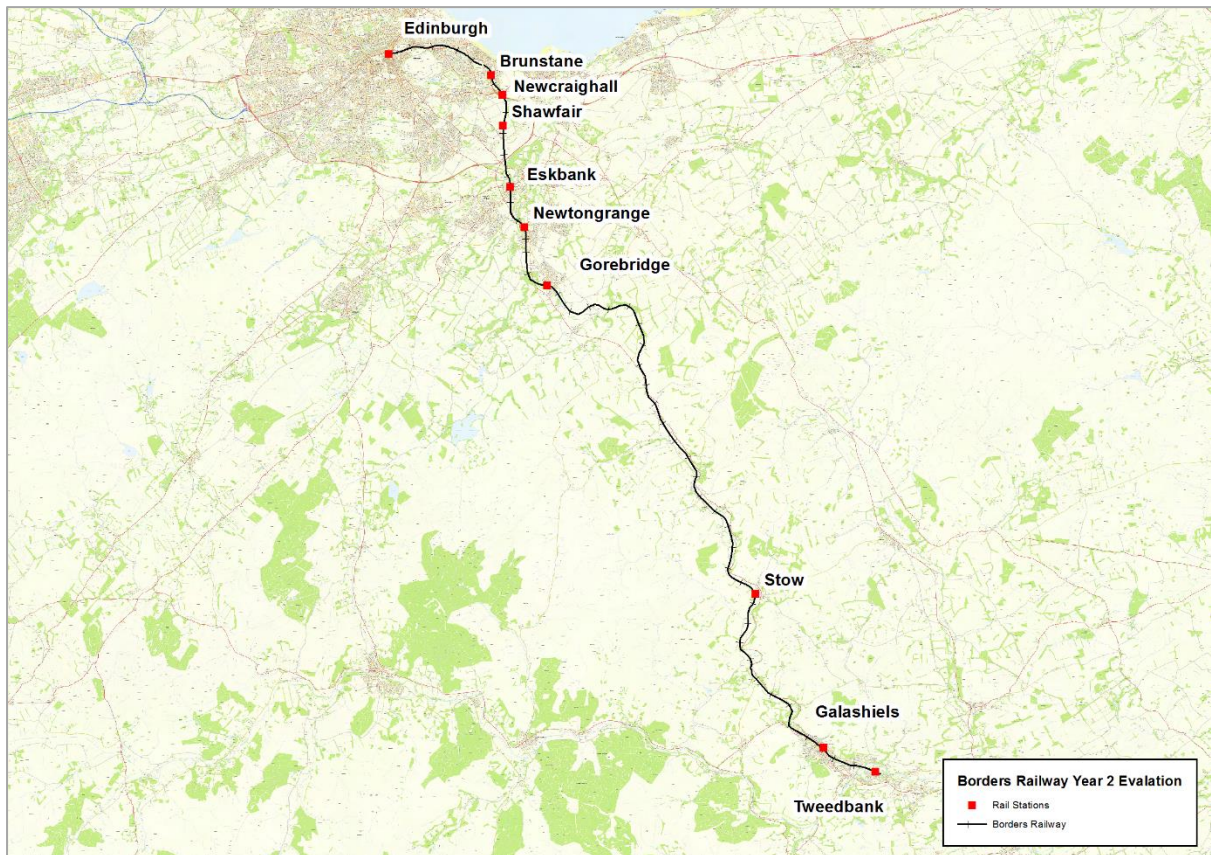 Edinburgh
Brunstane
Newcraighall
Shawfair
Eskbank
Newtongrange
Gorebridge
Stow
Galashiels
Tweedbank
Borders Railway Year 2 Evalation
Rail Stations
Borders Railway